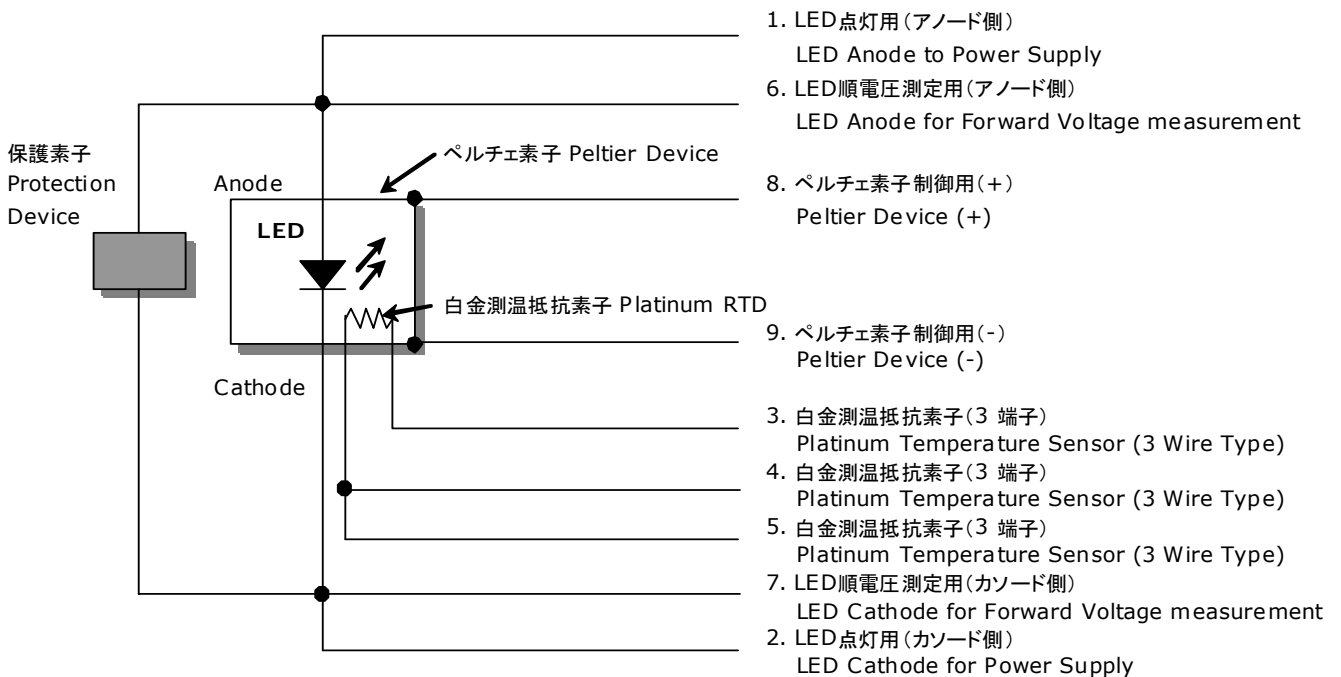 1. LED点灯用(アノード側)
LED Anode to Power Supply
6. LED順電圧測定用(アノード側)
LED Anode for Forward Voltage measurement
保護素子
Protection
Device
ペルチェ素子 Peltier Device
Anode
8. ペルチェ素子制御用(+)
Peltier Device (+)
LED
白金測温抵抗素子 Platinum RTD
9. ペルチェ素子制御用(-)
Peltier Device (-)
Cathode
3. 白金測温抵抗素子(3 端子)
Platinum Temperature Sensor (3 Wire Type)
4. 白金測温抵抗素子(3 端子)
Platinum Temperature Sensor (3 Wire Type)
5. 白金測温抵抗素子(3 端子)
Platinum Temperature Sensor (3 Wire Type)
7. LED順電圧測定用(カソード側)
LED Cathode for Forward Voltage measurement
2. LED点灯用(カソード側)
LED Cathode for Power Supply